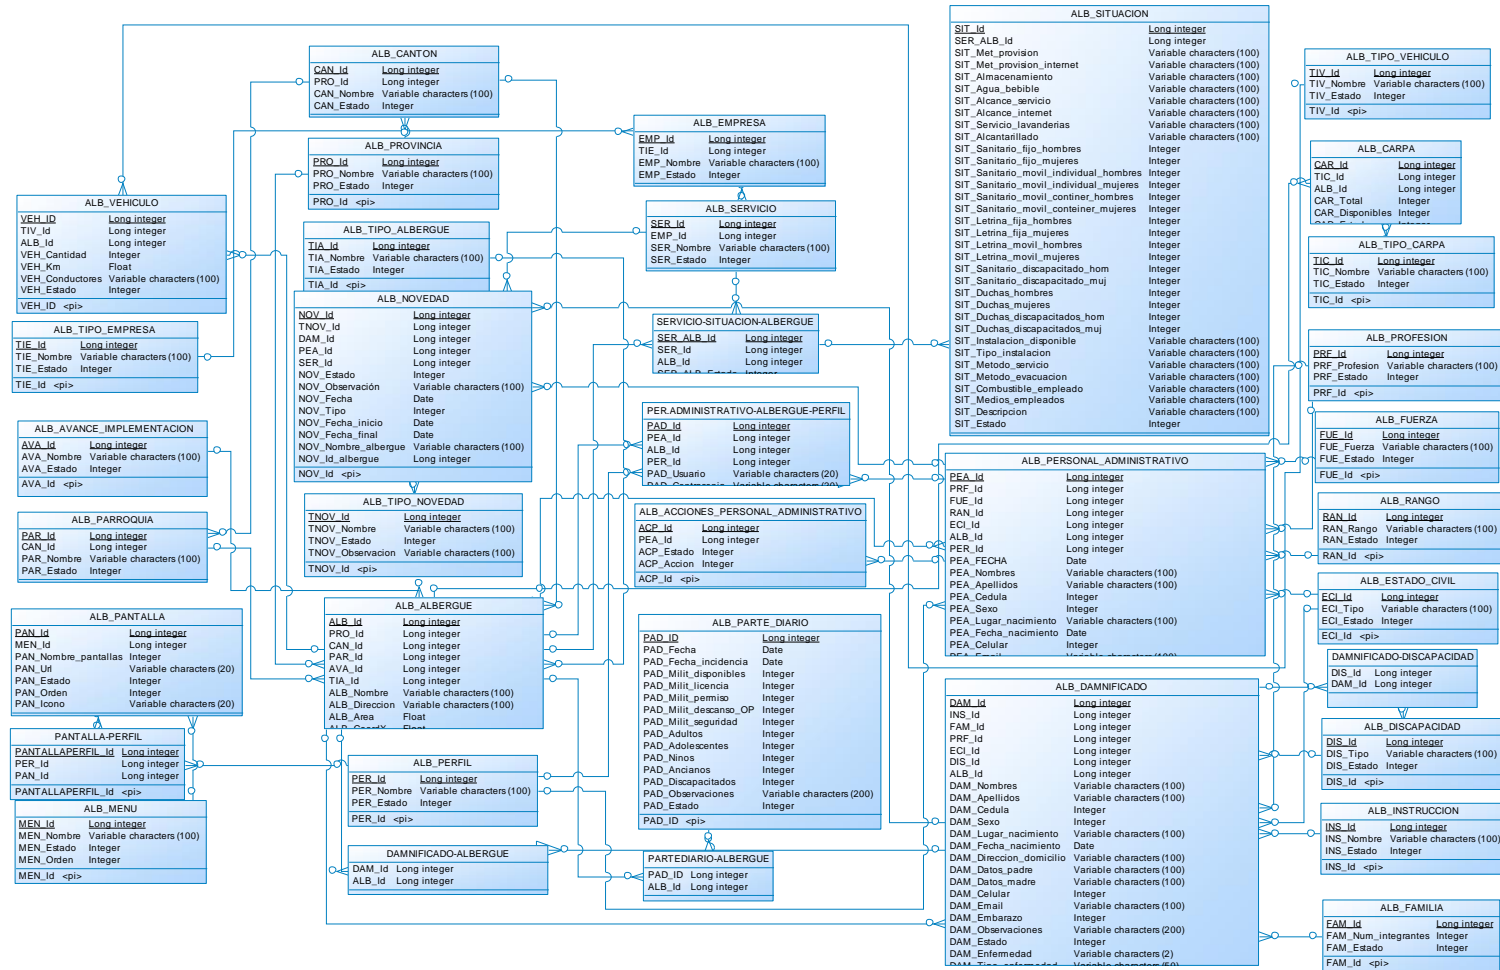 ALB_CANTON
CAN_Id Long integer
PRO_Id Long integer
CAN_Nombre Variable characters (100)
CAN_Estado Integer
ALB_PROVINCIA
PRO_Id Long integer
PRO_Nombre Variable characters (100)
PRO_Estado Integer
PRO_Id <pi>
ALB_VEHICULO
VEH_ID Long integer
TIV_Id Long integer
ALB_Id Long integer
VEH_Cantidad Integer
VEH_Km Float
VEH_Conductores Variable characters (100)
VEH_Estado Integer
VEH_ID <pi>
ALB_TIPO_ALBERGUE
TIA_Id Long integer
TIA_Nombre Variable characters (100)
TIA_Estado Integer
TIA_Id <pi>
ALB_TIPO_EMPRESA
TIE_Id Long integer
TIE_Nombre Variable characters (100)
TIE_Estado Integer
TIE_Id <pi>
ALB_NOVEDAD
NOV_Id Long integer
TNOV_Id Long integer
DAM_Id Long integer
PEA_Id Long integer
SER_Id Long integer
NOV_Estado Integer
NOV_Observación Variable characters (100)
NOV_Fecha Date
NOV_Tipo Integer
NOV_Fecha_inicio Date
NOV_Fecha_final Date
NOV_Nombre_albergue Variable characters (100)
NOV_Id_albergue Long integer
NOV_Id <pi>
ALB_AVANCE_IMPLEMENTACION
AVA_Id Long integer
AVA_Nombre Variable characters (100)
AVA_Estado Integer
AVA_Id <pi>
ALB_TIPO_NOVEDAD
TNOV_Id Long integer
TNOV_Nombre Variable characters (100)
TNOV_Estado Integer
TNOV_Observacion Variable characters (100)
TNOV_Id <pi>
ALB_PARROQUIA
PAR_Id Long integer
CAN_Id Long integer
PAR_Nombre Variable characters (100)
PAR_Estado Integer
ALB_PANTALLA
PAN_Id Long integer
MEN_Id Long integer
PAN_Nombre_pantallas Integer
PAN_Url Variable characters (20)
PAN_Estado Integer
PAN_Orden Integer
PAN_Icono Variable characters (20)
PANTALLA-PERFIL
PANTALLAPERFIL_Id Long integer
PER_Id Long integer
PAN_Id Long integer
PANTALLAPERFIL_Id <pi>
ALB_MENU
MEN_Id Long integer
MEN_Nombre Variable characters (100)
MEN_Estado Integer
MEN_Orden Integer
MEN_Id <pi>
ALB_ALBERGUE
ALB_Id Long integer
PRO_Id Long integer
CAN_Id Long integer
PAR_Id Long integer
AVA_Id Long integer
TIA_Id Long integer
ALB_Nombre Variable characters (100)
ALB_Direccion Variable characters (100)
ALB_Area Float
ALB_PERFIL
PER_Id Long integer
PER_Nombre Variable characters (100)
PER_Estado Integer
PER_Id <pi>
DAMNIFICADO-ALBERGUE
DAM_Id Long integer
ALB_Id Long integer
ALB_EMPRESA
EMP_Id Long integer
TIE_Id Long integer
EMP_Nombre Variable characters (100)
EMP_Estado Integer
ALB_SERVICIO
SER_Id Long integer
EMP_Id Long integer
SER_Nombre Variable characters (100)
SER_Estado Integer
SERVICIO-SITUACION-ALBERGUE
SER_ALB_Id Long integer
SER_Id Long integer
ALB_Id Long integer
PER.ADMINISTRATIVO-ALBERGUE-PERFIL
PAD_Id Long integer
PEA_Id Long integer
ALB_Id Long integer
PER_Id Long integer
PAD_Usuario Variable characters (20)
ALB_ACCIONES_PERSONAL_ADMINISTRATIVO
ACP_Id Long integer
PEA_Id Long integer
ACP_Estado Integer
ACP_Accion Integer
ACP_Id <pi>
ALB_PARTE_DIARIO
PAD_ID Long integer
PAD_Fecha Date
PAD_Fecha_incidencia Date
PAD_Milit_disponibles Integer
PAD_Milit_licencia Integer
PAD_Milit_permiso Integer
PAD_Milit_descanso_OP Integer
PAD_Milit_seguridad Integer
PAD_Adultos Integer
PAD_Adolescentes Integer
PAD_Ninos Integer
PAD_Ancianos Integer
PAD_Discapacitados Integer
PAD_Observaciones Variable characters (200)
PAD_Estado Integer
PAD_ID <pi>
PARTEDIARIO-ALBERGUE
PAD_ID Long integer
ALB_Id Long integer
ALB_SITUACION
SIT_Id Long integer
SER_ALB_Id Long integer
SIT_Met_provision Variable characters (100)
SIT_Met_provision_internet Variable characters (100)
SIT_Almacenamiento Variable characters (100)
SIT_Agua_bebible Variable characters (100)
SIT_Alcance_servicio Variable characters (100)
SIT_Alcance_internet Variable characters (100)
SIT_Servicio_lavanderias Variable characters (100)
SIT_Alcantarillado Variable characters (100)
SIT_Sanitario_fijo_hombres Integer
SIT_Sanitario_fijo_mujeres Integer
SIT_Sanitario_movil_individual_hombres Integer
SIT_Sanitario_movil_individual_mujeres Integer
SIT_Sanitario_movil_continer_hombres Integer
SIT_Sanitario_movil_conteiner_mujeres Integer
SIT_Letrina_fija_hombres Integer
SIT_Letrina_fija_mujeres Integer
SIT_Letrina_movil_hombres Integer
SIT_Letrina_movil_mujeres Integer
SIT_Sanitario_discapacitado_hom Integer
SIT_Sanitario_discapacitado_muj Integer
SIT_Duchas_hombres Integer
SIT_Duchas_mujeres Integer
SIT_Duchas_discapacitados_hom Integer
SIT_Duchas_discapacitados_muj Integer
SIT_Instalacion_disponible Variable characters (100)
SIT_Tipo_instalacion Variable characters (100)
SIT_Metodo_servicio Variable characters (100)
SIT_Metodo_evacuacion Variable characters (100)
SIT_Combustible_empleado Variable characters (100)
SIT_Medios_empleados Variable characters (100)
SIT_Descripcion Variable characters (100)
SIT_Estado Integer
ALB_PERSONAL_ADMINISTRATIVO
PEA_Id Long integer
PRF_Id Long integer
FUE_Id Long integer
RAN_Id Long integer
ECI_Id Long integer
ALB_Id Long integer
PER_Id Long integer
PEA_FECHA Date
PEA_Nombres Variable characters (100)
PEA_Apellidos Variable characters (100)
PEA_Cedula Integer
PEA_Sexo Integer
PEA_Lugar_nacimiento Variable characters (100)
PEA_Fecha_nacimiento Date
PEA_Celular Integer
ALB_DAMNIFICADO
DAM_Id Long integer
INS_Id Long integer
FAM_Id Long integer
PRF_Id Long integer
ECI_Id Long integer
DIS_Id Long integer
ALB_Id Long integer
DAM_Nombres Variable characters (100)
DAM_Apellidos Variable characters (100)
DAM_Cedula Integer
DAM_Sexo Integer
DAM_Lugar_nacimiento Variable characters (100)
DAM_Fecha_nacimiento Date
DAM_Direccion_domicilio Variable characters (100)
DAM_Datos_padre Variable characters (100)
DAM_Datos_madre Variable characters (100)
DAM_Celular Integer
DAM_Email Variable characters (100)
DAM_Embarazo Integer
DAM_Observaciones Variable characters (200)
DAM_Estado Integer
DAM_Enfermedad Variable characters (2)
ALB_TIPO_VEHICULO
TIV_Id Long integer
TIV_Nombre Variable characters (100)
TIV_Estado Integer
TIV_Id <pi>
ALB_CARPA
CAR_Id Long integer
TIC_Id Long integer
ALB_Id Long integer
CAR_Total Integer
CAR_Disponibles Integer
ALB_TIPO_CARPA
TIC_Id Long integer
TIC_Nombre Variable characters (100)
TIC_Estado Integer
TIC_Id <pi>
ALB_PROFESION
PRF_Id Long integer
PRF_Profesion Variable characters (100)
PRF_Estado Integer
PRF_Id <pi>
ALB_FUERZA
FUE_Id Long integer
FUE_Fuerza Variable characters (100)
FUE_Estado Integer
FUE_Id <pi>
ALB_RANGO
RAN_Id Long integer
RAN_Rango Variable characters (100)
RAN_Estado Integer
RAN_Id <pi>
ALB_ESTADO_CIVIL
ECI_Id Long integer
ECI_Tipo Variable characters (100)
ECI_Estado Integer
ECI_Id <pi>
DAMNIFICADO-DISCAPACIDAD
DIS_Id Long integer
DAM_Id Long integer
ALB_DISCAPACIDAD
DIS_Id Long integer
DIS_Tipo Variable characters (100)
DIS_Estado Integer
DIS_Id <pi>
ALB_INSTRUCCION
INS_Id Long integer
INS_Nombre Variable characters (100)
INS_Estado Integer
INS_Id <pi>
ALB_FAMILIA
FAM_Id Long integer
FAM_Num_integrantes Integer
FAM_Estado Integer
FAM_Id <pi>